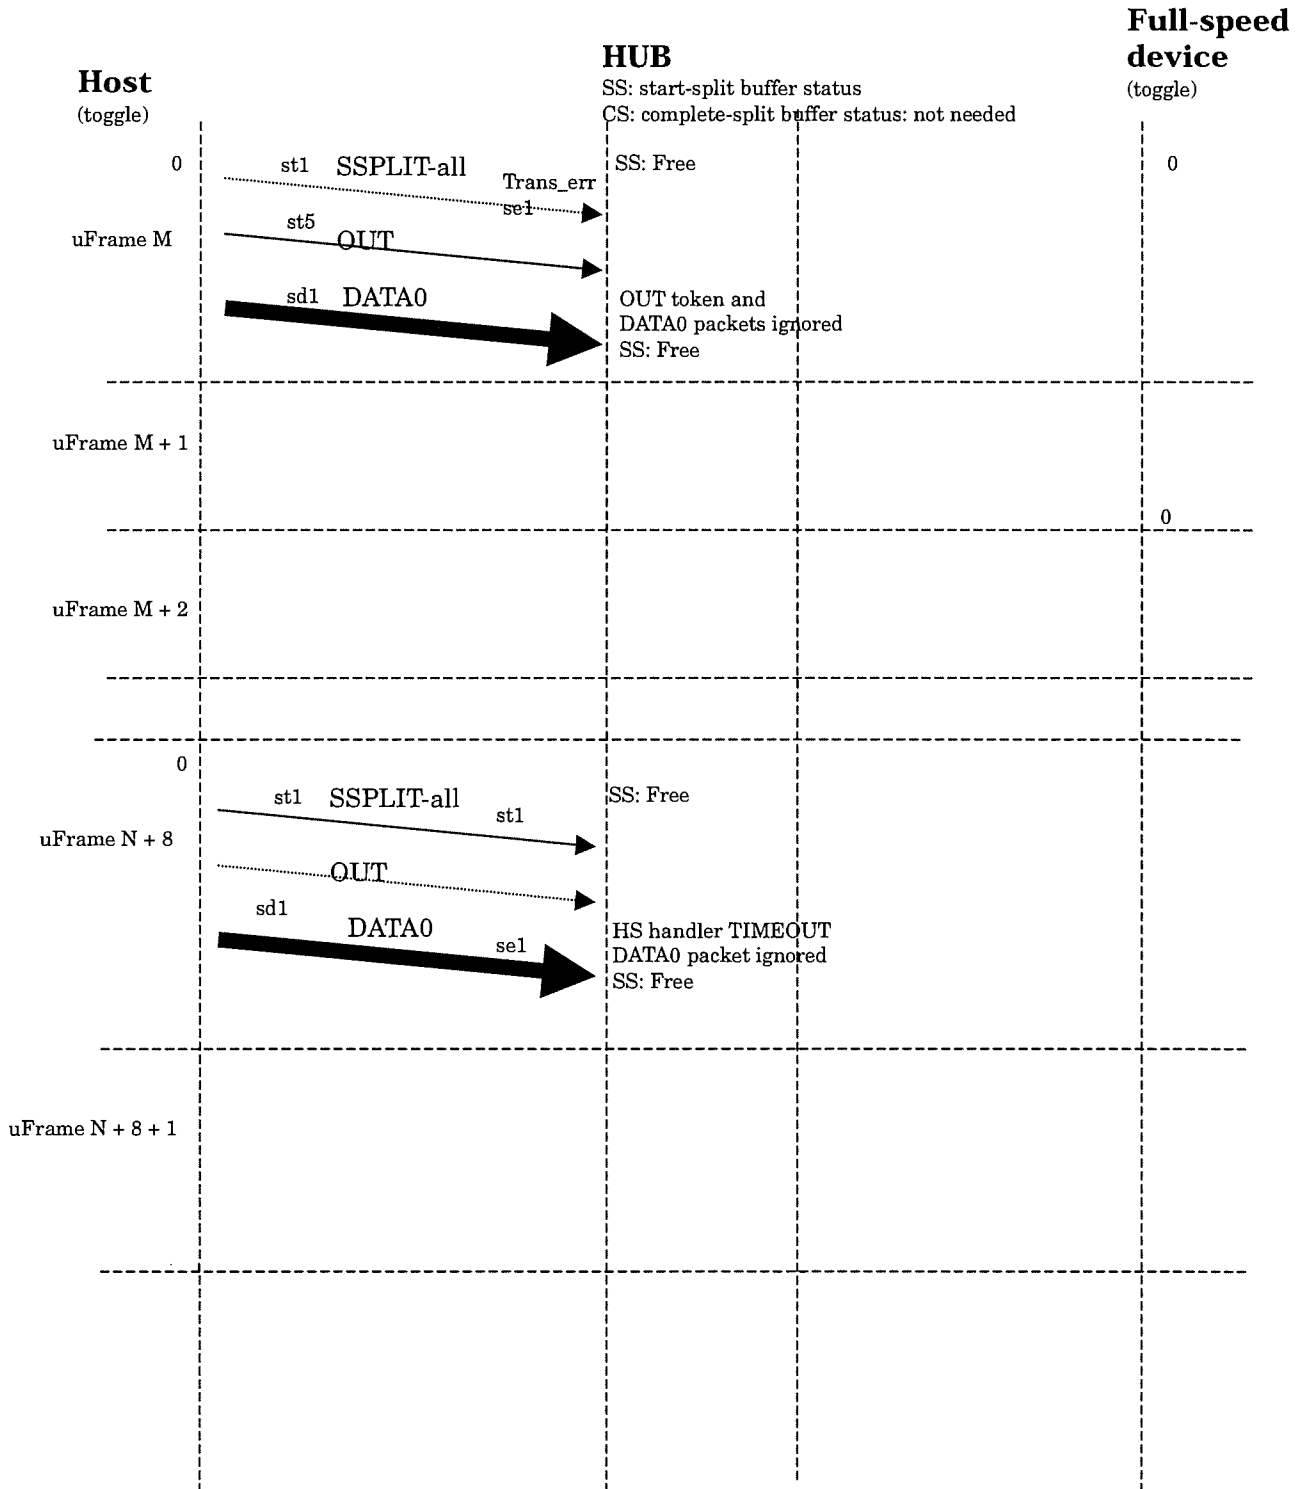 Full-speed
device
(toggle)
HUB
SS: start-split buffer status
CS: complete-split buffer status: not needed
Host
(toggle)
0
st1 SSPLIT-all
Trans_err
se1
SS: Free
0
uFrame M
st5 OUT
sd1 DATA0
OUT token and
DATA0 packets ignored
SS: Free
uFrame M + 1
0
uFrame M + 2
0
st1 SSPLIT-all
st1
SS: Free
uFrame N + 8
OUT
sd1
DATA0
se1
HS handler TIMEOUT
DATA0 packet ignored
SS: Free
uFrame N + 8 + 1